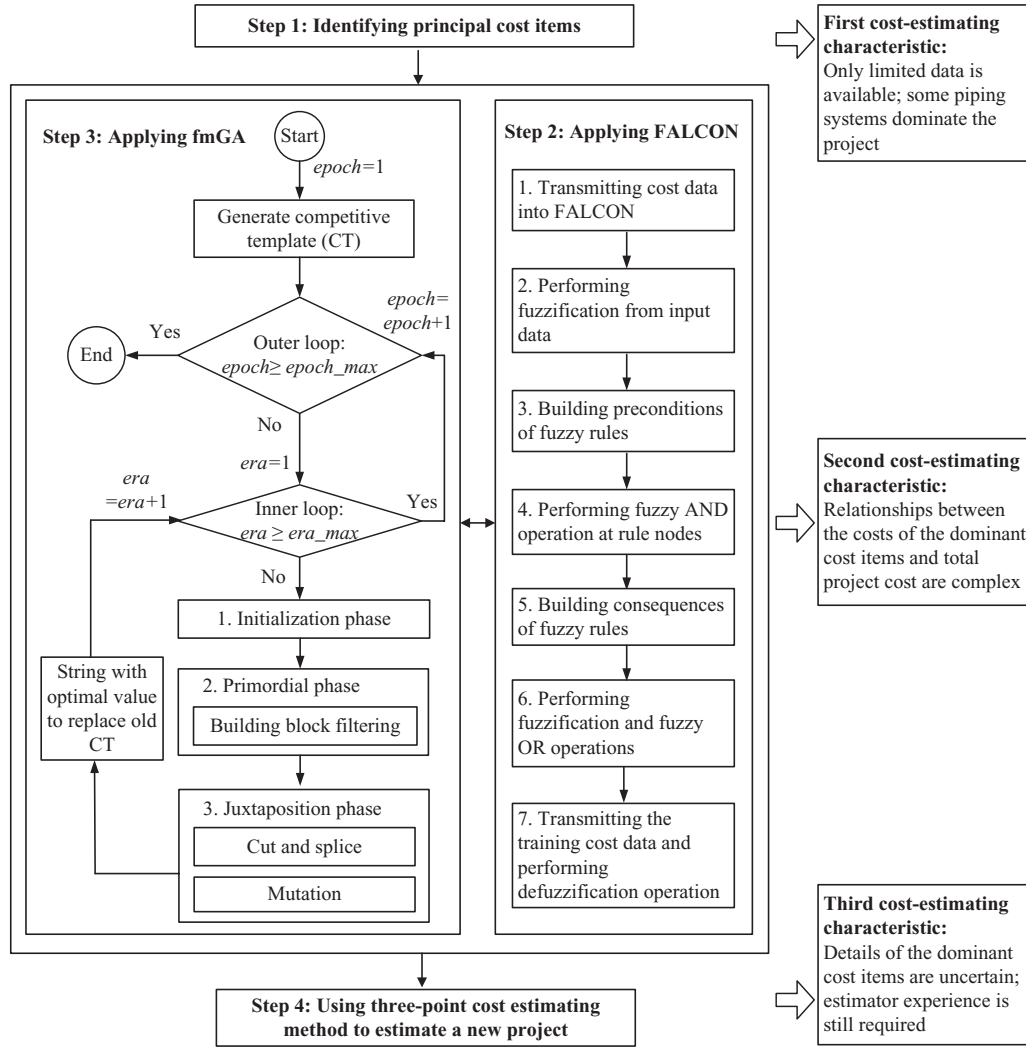 Step 1: Identifying principal cost items
First cost-estimating
characteristic:
Only limited data is
available; some piping
systems dominate the
project
Step 3: Applying fmGA
Start
epoch=1
Generate competitive
template (CT)
epoch=
epoch+1
Yes
End
Outer loop:
epoch≥ epoch_max
No
era=1
era
=era+1
Yes
Inner loop:
era ≥ era_max
No
1. Initialization phase
2. Primordial phase
Building block filtering
3. Juxtaposition phase
Cut and splice
Mutation
String with
optimal value
to replace old
CT
Step 2: Applying FALCON
1. Transmitting cost data
into FALCON
2. Performing
fuzzification from input
data
3. Building preconditions
of fuzzy rules
4. Performing fuzzy AND
operation at rule nodes
5. Building consequences
of fuzzy rules
6. Performing
fuzzification and fuzzy
OR operations
7. Transmitting the
training cost data and
performing
defuzzification operation
Second cost-estimating
characteristic:
Relationships between
the costs of the dominant
cost items and total
project cost are complex
Step 4: Using three-point cost estimating
method to estimate a new project
Third cost-estimating
characteristic:
Details of the dominant
cost items are uncertain;
estimator experience is
still required